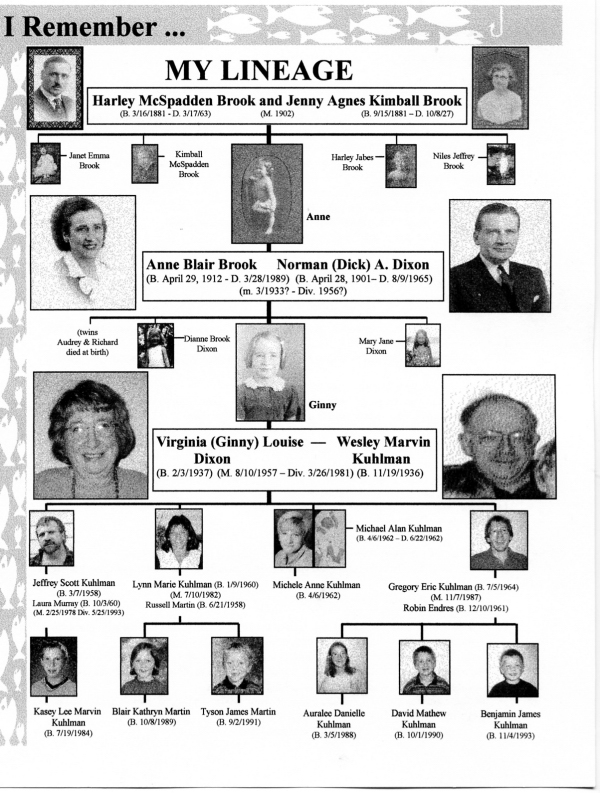 I Remember ...
MY LINEAGE
Harley McSpadden Brook and Jenny Agnes Kimball Brook
(B. 3/16/1881 - D. 3/17/63) (M. 1902) (B. 9/15/1881 – D. 10/8/27)
Janet Emma
Brook
Kimball
McSpadden
Brook
Anne
Harley Jabes
Brook
Niles Jeffrey
Brook
Anne Blair Brook Norman (Dick) A. Dixon
(B. April 29, 1912 - D. 3/28/1989) (B. April 28, 1901– D. 8/9/1965)
(m. 3/1933? - Div. 1956?)
(twins
Audrey & Richard
died at birth)
Dianne Brook
Dixon
Ginny
Mary Jane
Dixon
Virginia (Ginny) Louise — Wesley Marvin
Dixon Kuhlman
(B. 2/3/1937) (M. 8/10/1957 – Div. 3/26/1981) (B. 11/19/1936)
Jeffrey Scott Kuhlman
(B. 3/7/1958)
Laura Murray (B. 10/3/60)
(M. 2/25/1978 Div. 5/25/1993)
Lynn Marie Kuhlman (B. 1/9/1960)
(M. 7/10/1982)
Russell Martin (B. 6/21/1958)
Michele Anne Kuhlman
(B. 4/6/1962)
Michael Alan Kuhlman
(B. 4/6/1962 – D. 6/22/1962)
Gregory Eric Kuhlman (B. 7/5/1964)
(M. 11/7/1987)
Robin Endres (B. 12/10/1961)
Kasey Lee Marvin
Kuhlman
(B. 7/19/1984)
Blair Kathryn Martin
(B. 10/8/1989)
Tyson James Martin
(B. 9/2/1991)
Auralee Danielle
Kuhlman
(B. 3/5/1988)
David Mathew
Kuhlman
(B. 10/1/1990)
Benjamin James
Kuhlman
(B. 11/4/1993)